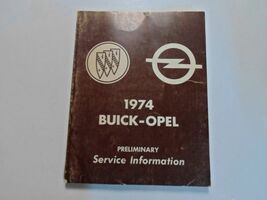 1974
BUICK-OPEL
PRELIMINARY
Service Information